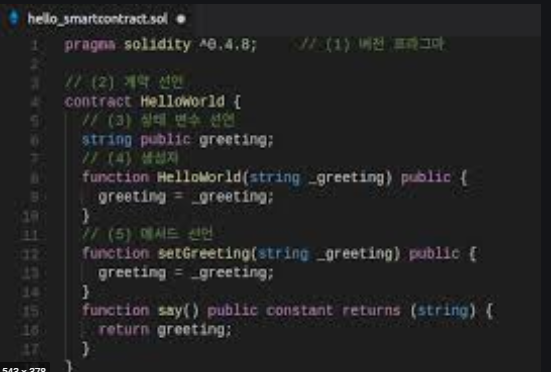 hello_smartcontract.sol ●
1 pragma solidity ^0.4.8; // (1) 버전 프라그마
2
3 // (2) 계약 선언
4 contract HelloWorld {
5 // (3) 상태 변수 선언
6 string public greeting;
7 // (4) 생성자
8 function HelloWorld(string _greeting) public {
9 greeting = _greeting;
10 }
11 // (5) 메서드 선언
12 function setGreeting(string _greeting) public {
13 greeting = _greeting;
14 }
15 function say() public constant returns (string) {
16 return greeting;
17 }
}
543 x 378